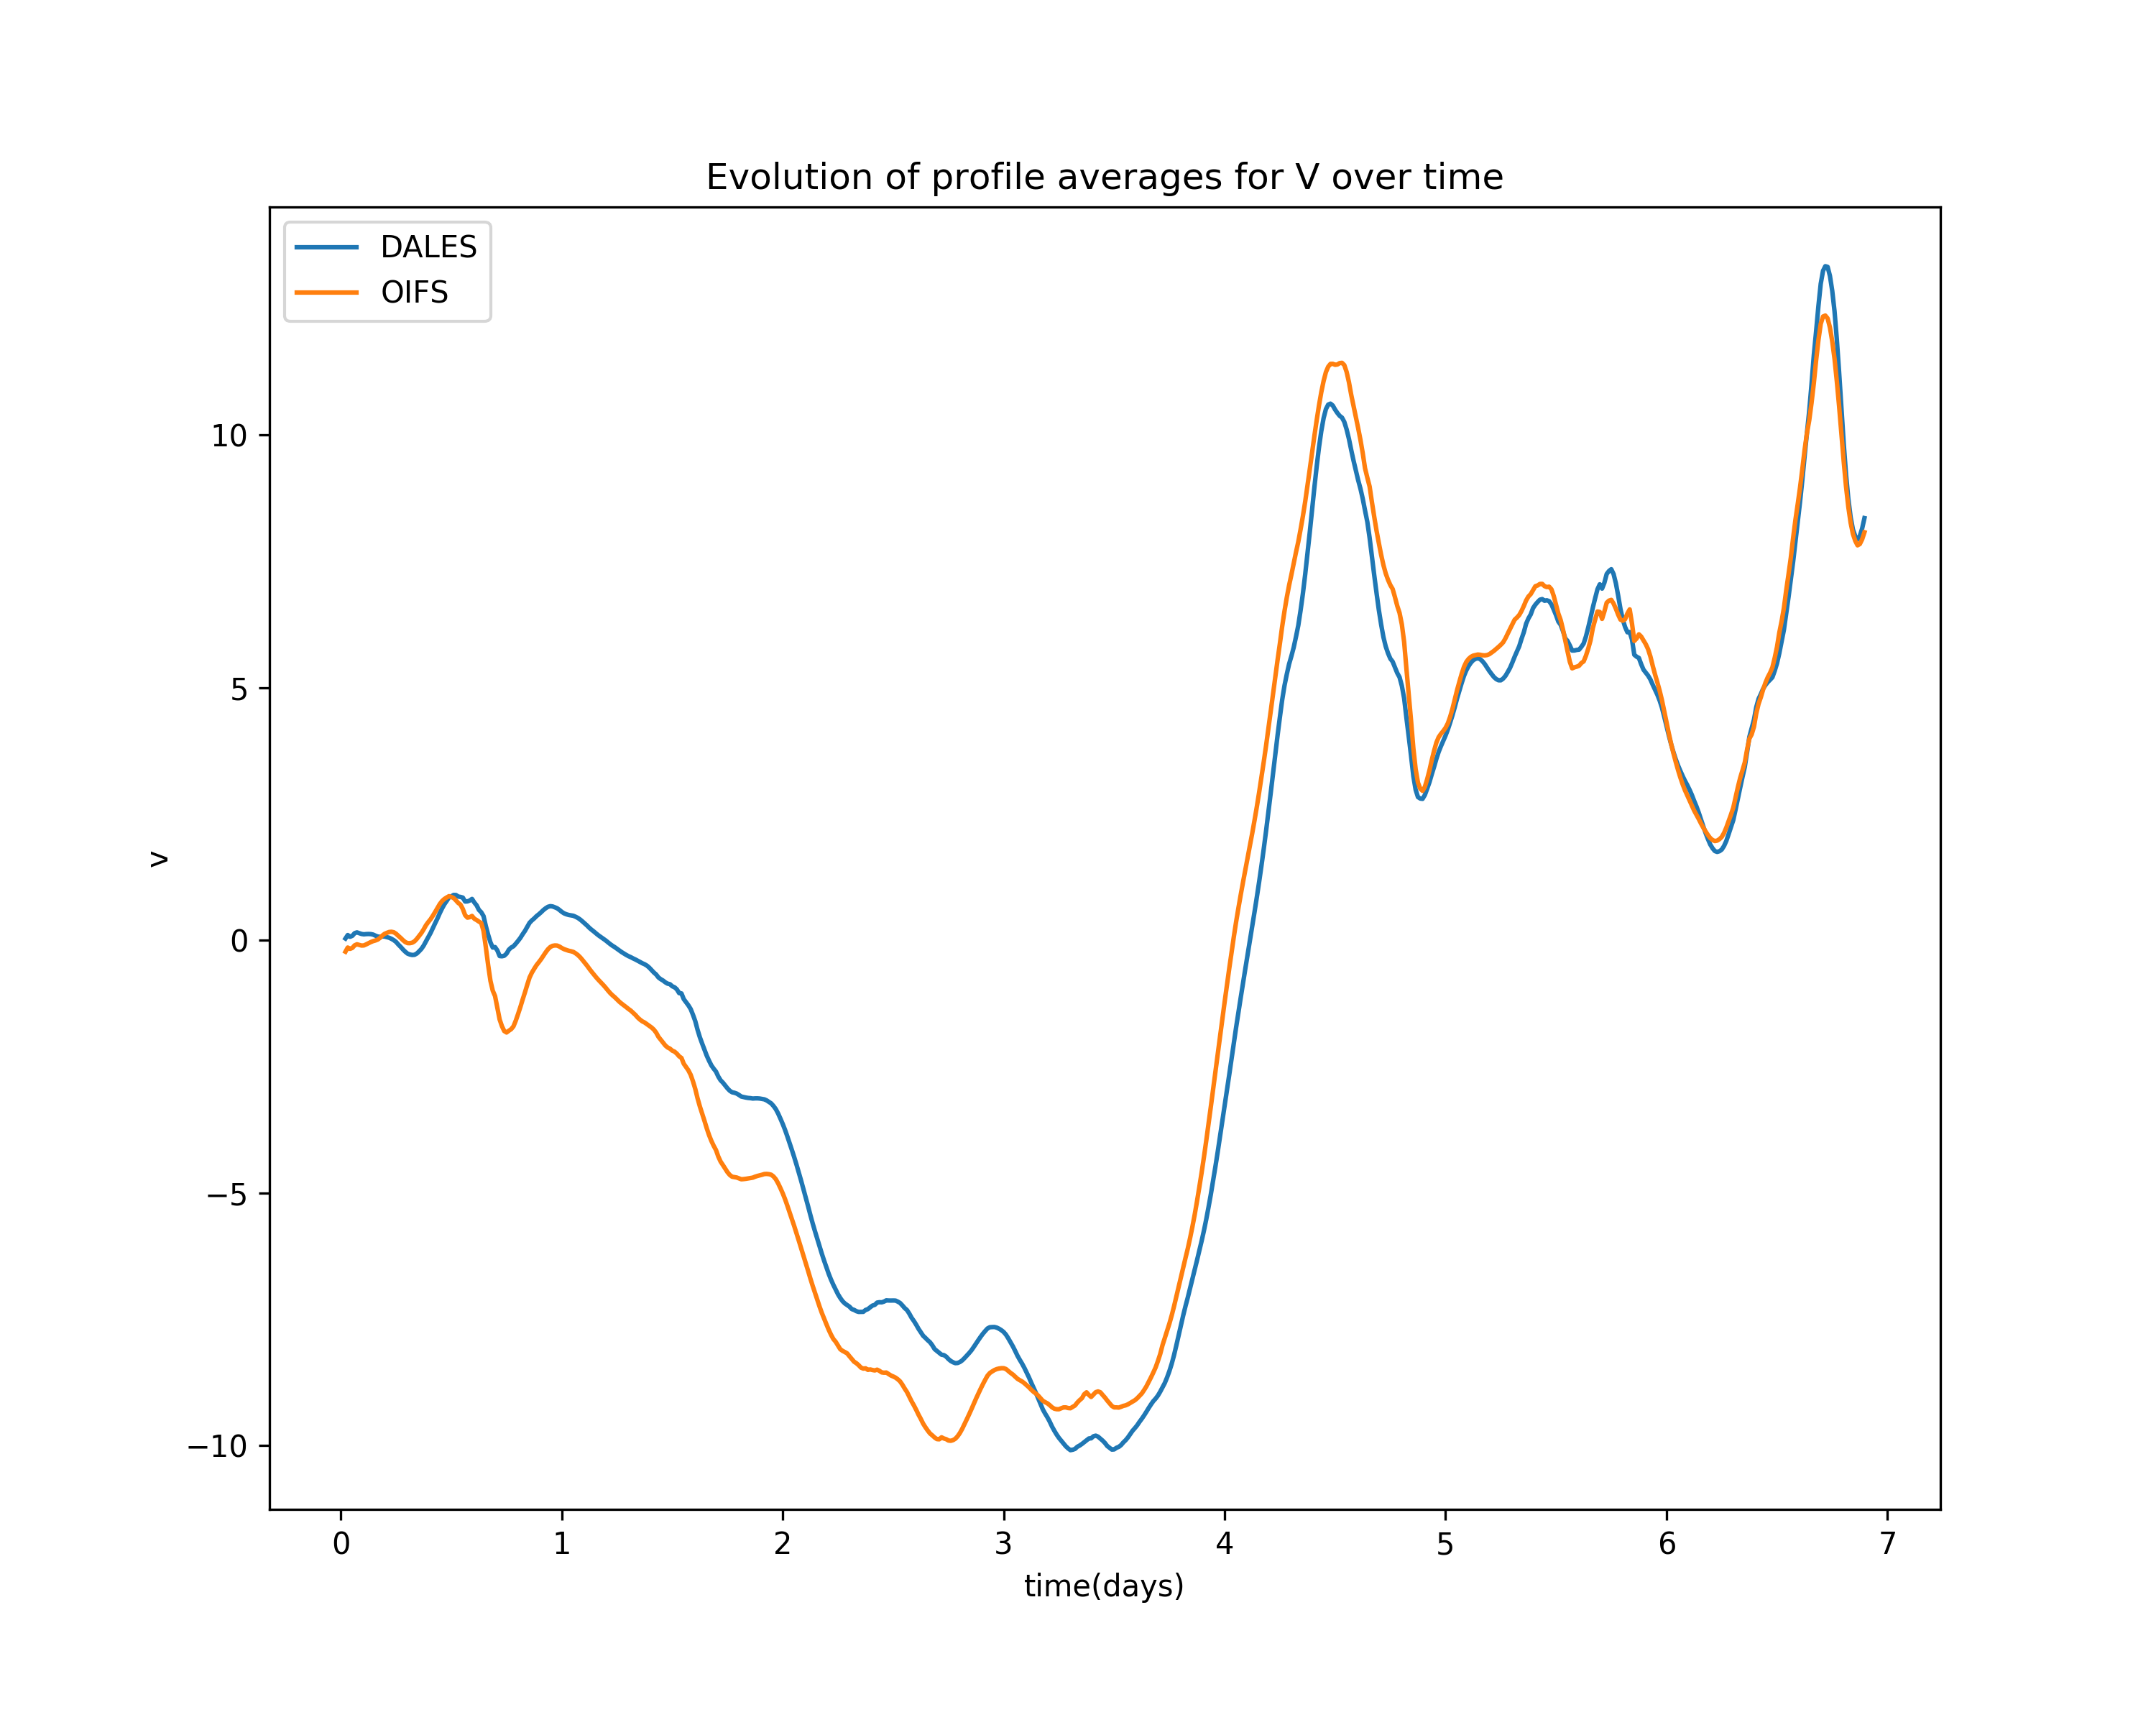 Evolution of profile averages for V over time
DALES
OIFS
10
5
0
−5
−10
V
0 1 2 3 4 5 6 7
time(days)